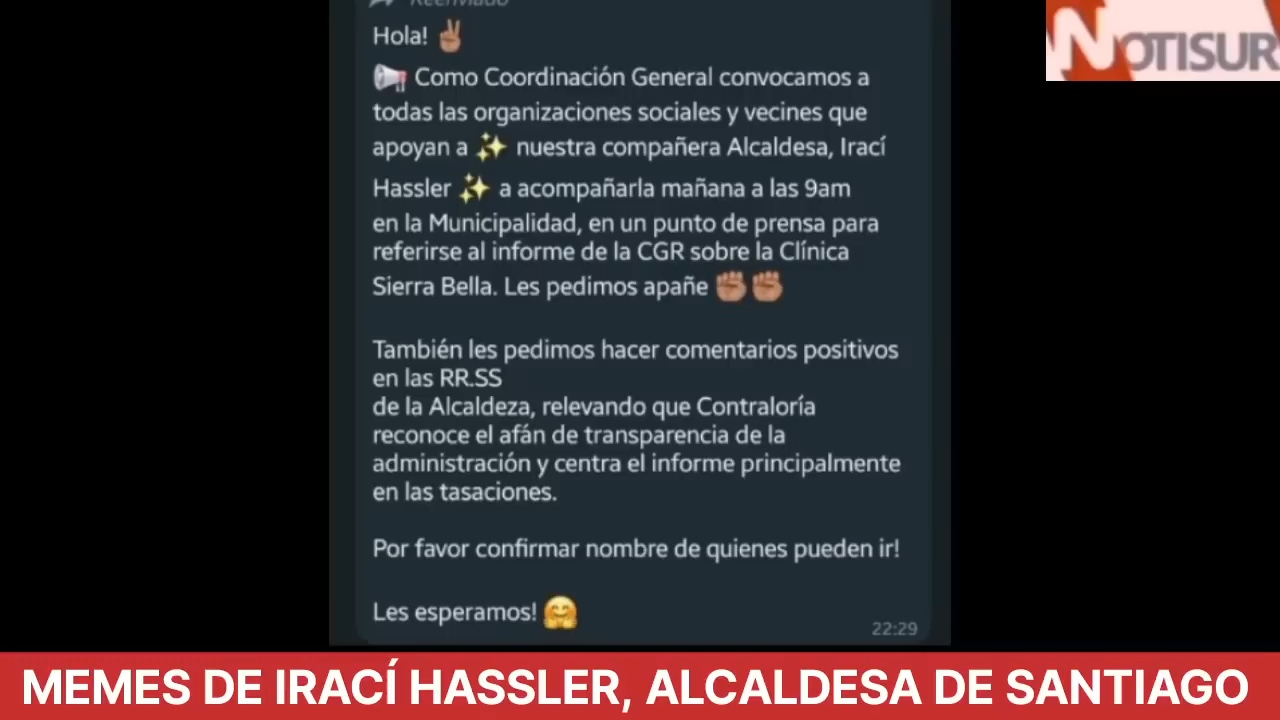 Reenviado
Hola! ✌🏽
📢 Como Coordinación General convocamos a
todas las organizaciones sociales y vecines que
apoyan a ✨ nuestra compañera Alcaldesa, Irací
Hassler ✨ a acompañarla mañana a las 9am
en la Municipalidad, en un punto de prensa para
referirse al informe de la CGR sobre la Clínica
Sierra Bella. Les pedimos apañe ✊🏽✊🏽
También les pedimos hacer comentarios positivos
en las RR.SS
de la Alcaldeza, relevando que Contraloría
reconoce el afán de transparencia de la
administración y centra el informe principalmente
en las tasaciones.
Por favor confirmar nombre de quienes pueden ir!
Les esperamos! 🤗
22:29
NOTISUR
MEMES DE IRACÍ HASSLER, ALCALDESA DE SANTIAGO